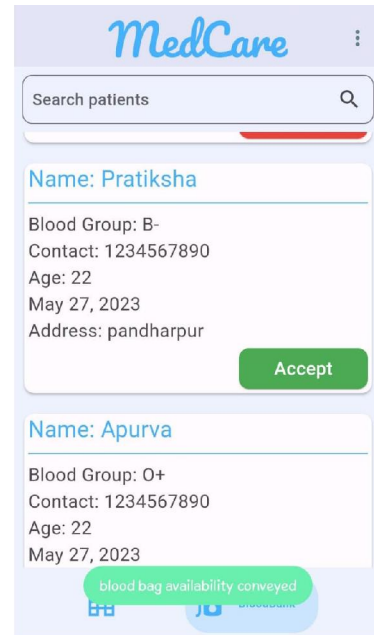 MedCare
Search patients
Name: Pratiksha
Blood Group: B-
Contact: 1234567890
Age: 22
May 27, 2023
Address: pandharpur
Accept
Name: Apurva
Blood Group: O+
Contact: 1234567890
Age: 22
May 27, 2023
blood bag availability conveyed